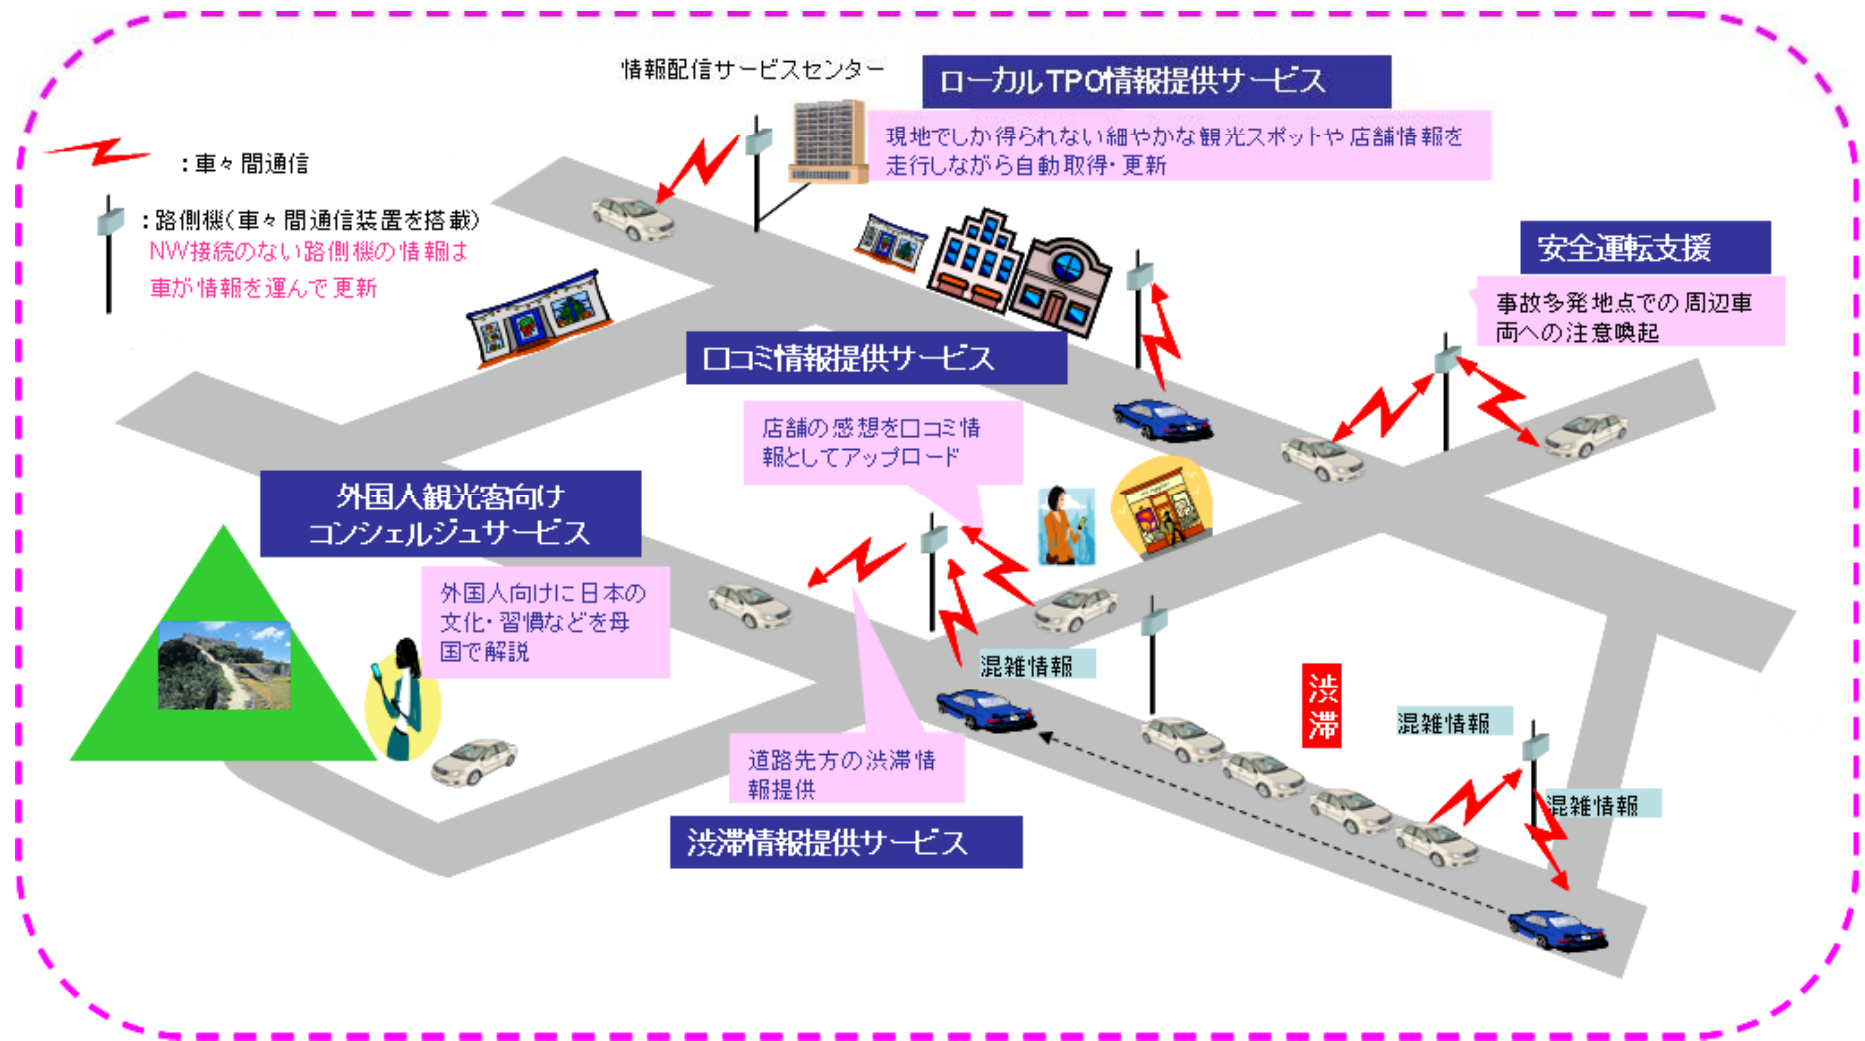 情報配信サービスセンター
ローカルTPO情報提供サービス
現地でしか得られない細やかな観光スポットや店舗情報を
走行しながら自動取得・更新
：車々間通信
：路側機（車々間通信装置を搭載）
NW接続のない路側機の情報は
車が情報を運んで更新
安全運転支援
事故多発地点での周辺車
両への注意喚起
口コミ情報提供サービス
店舗の感想を口コミ情
報としてアップロード
外国人観光客向け
コンシェルジュサービス
外国人向けに日本の
文化・習慣などを母
国で解説
混雑情報
渋
滞
混雑情報
混雑情報
道路先方の渋滞情
報提供
渋滞情報提供サービス